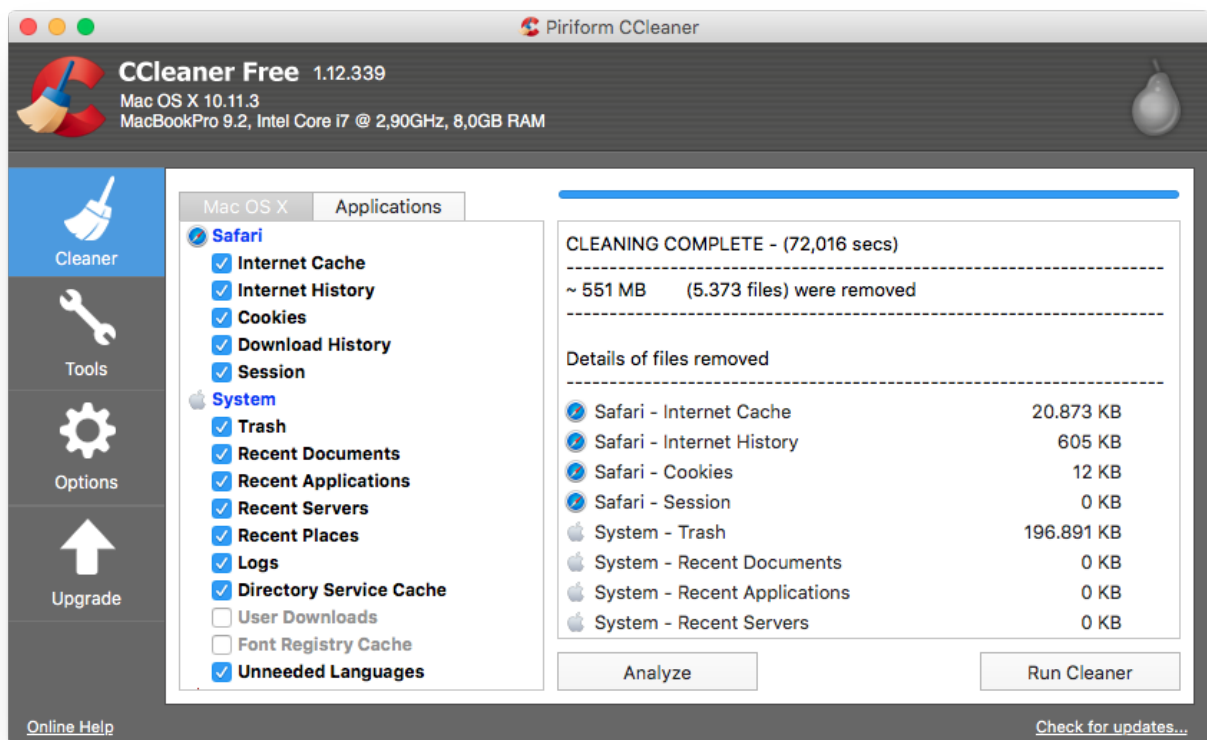 Piriform CCleaner
CCleaner Free 1.12.339
Mac OS X 10.11.3
MacBookPro 9.2, Intel Core i7 @ 2,90GHz, 8,0GB RAM
Cleaner
Tools
Options
Upgrade
Mac OS X Applications
Safari
Internet Cache
Internet History
Cookies
Download History
Session
System
Trash
Recent Documents
Recent Applications
Recent Servers
Recent Places
Logs
Directory Service Cache
User Downloads
Font Registry Cache
Unneeded Languages
CLEANING COMPLETE - (72,016 secs)
--------------------------------------------------------------------------------
~ 551 MB (5.373 files) were removed
--------------------------------------------------------------------------------
Details of files removed
--------------------------------------------------------------------------------
Safari - Internet Cache 20.873 KB
Safari - Internet History 605 KB
Safari - Cookies 12 KB
Safari - Session 0 KB
System - Trash 196.891 KB
System - Recent Documents 0 KB
System - Recent Applications 0 KB
System - Recent Servers 0 KB
Analyze Run Cleaner
Online Help Check for updates...